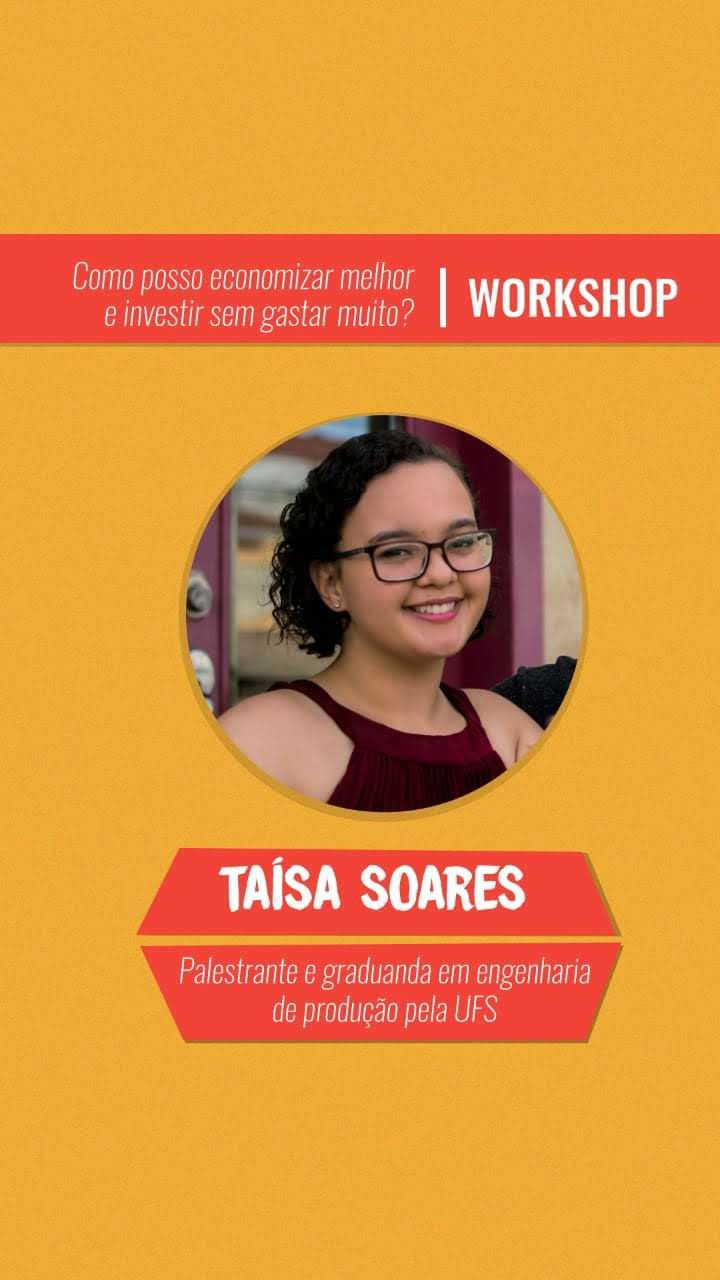 Como posso economizar melhor
e investir sem gastar muito?
WORKSHOP
TAÍSA SOARES
Palestrante e graduanda em engenharia
de produção pela UFS